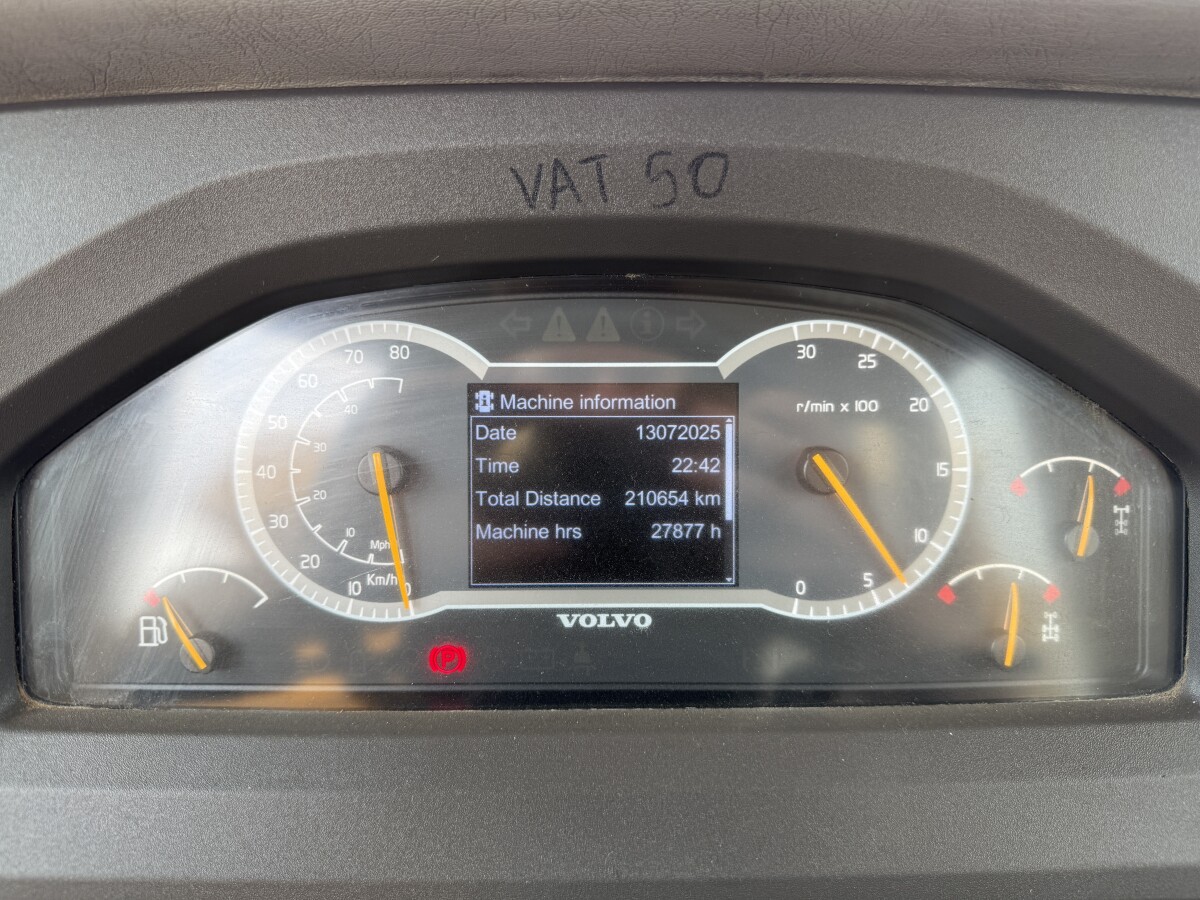 VAT 50
70 80
60
50
40
30
20
10
0
40
30
20
10
Mph
Km/h
Machine information
Date 13072025
Time 22:42
Total Distance 210654 km
Machine hrs 27877 h
30
25
20
15
10
5
0
r/min x 100
VOLVO
P